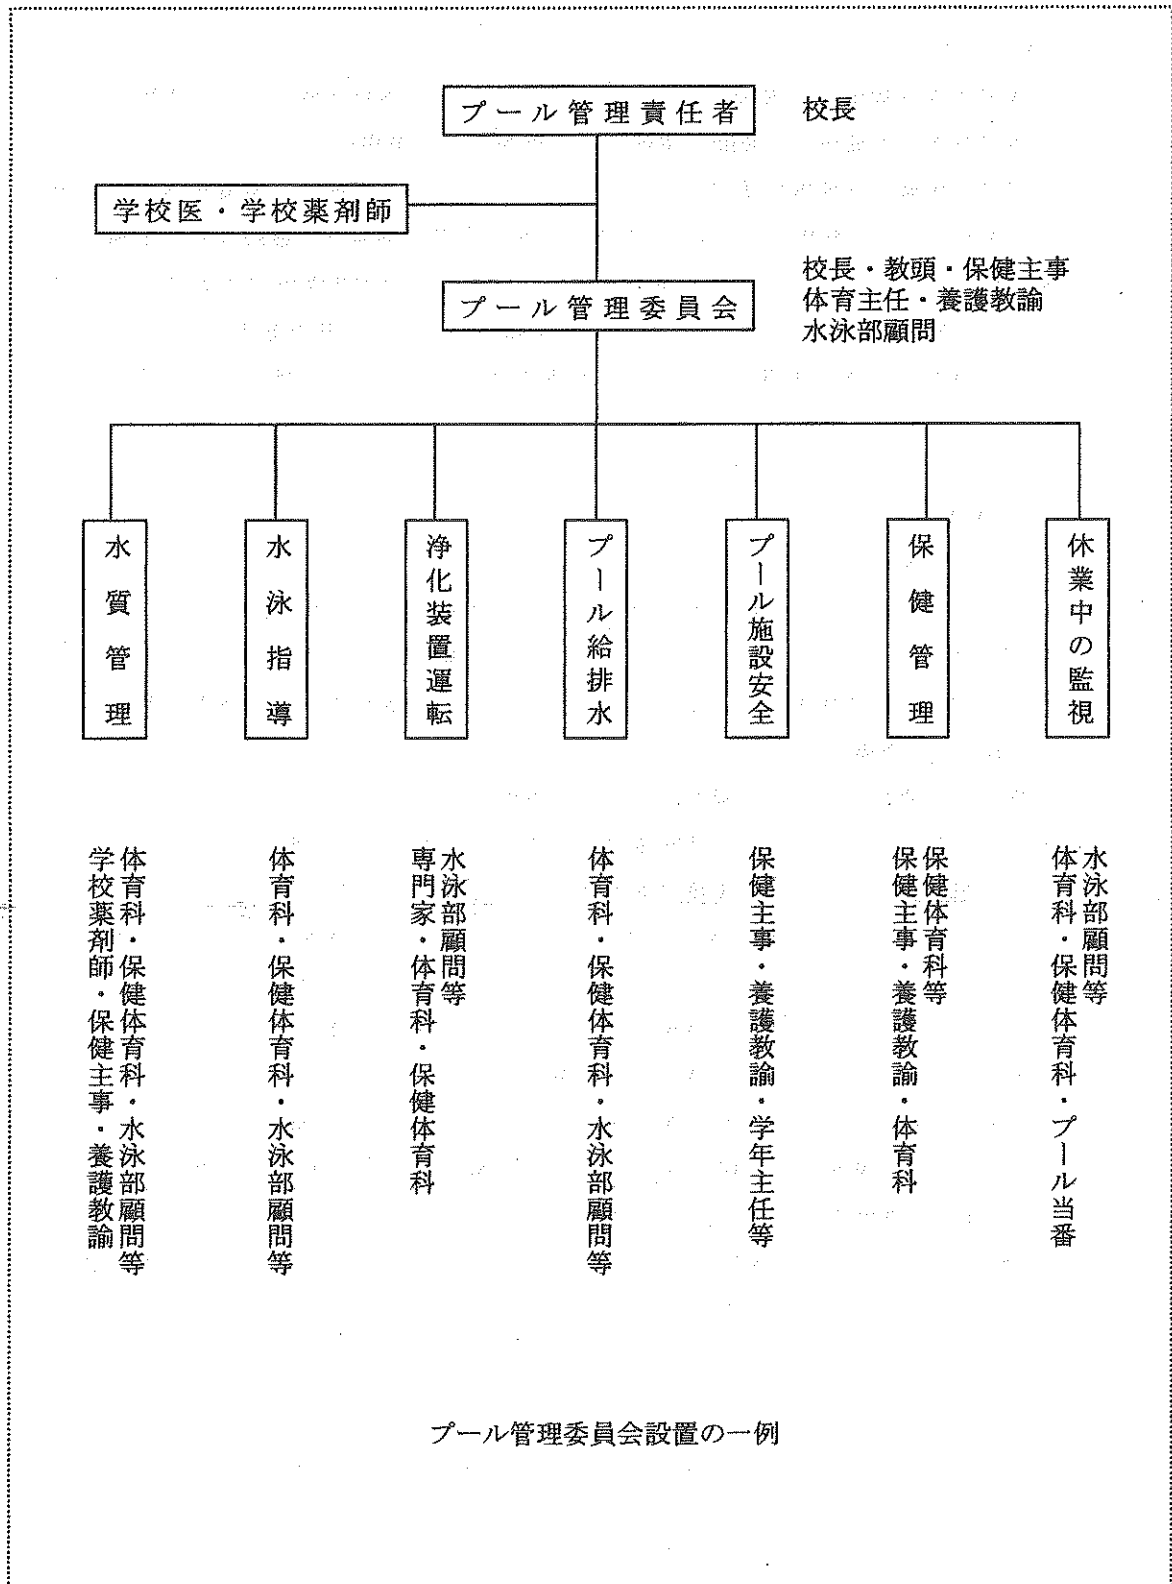 プール管理責任者
校長
学校医・学校薬剤師
プール管理委員会
校長・教頭・保健主事
体育主任・養護教諭
水泳部顧問
水質管理
水泳指導
浄化装置運転
プール給排水
プール施設安全
保健管理
休業中の監視
学校薬剤師・保健主事・養護教諭
体育科・保健体育科・水泳部顧問等
体育科・保健体育科・水泳部顧問等
専門家・体育科・保健体育科
水泳部顧問等
体育科・保健体育科・水泳部顧問等
保健主事・養護教諭・学年主任等
保健主事・養護教諭・体育科
保健体育科等
体育科・保健体育科・プール当番
水泳部顧問等
プール管理委員会設置の一例